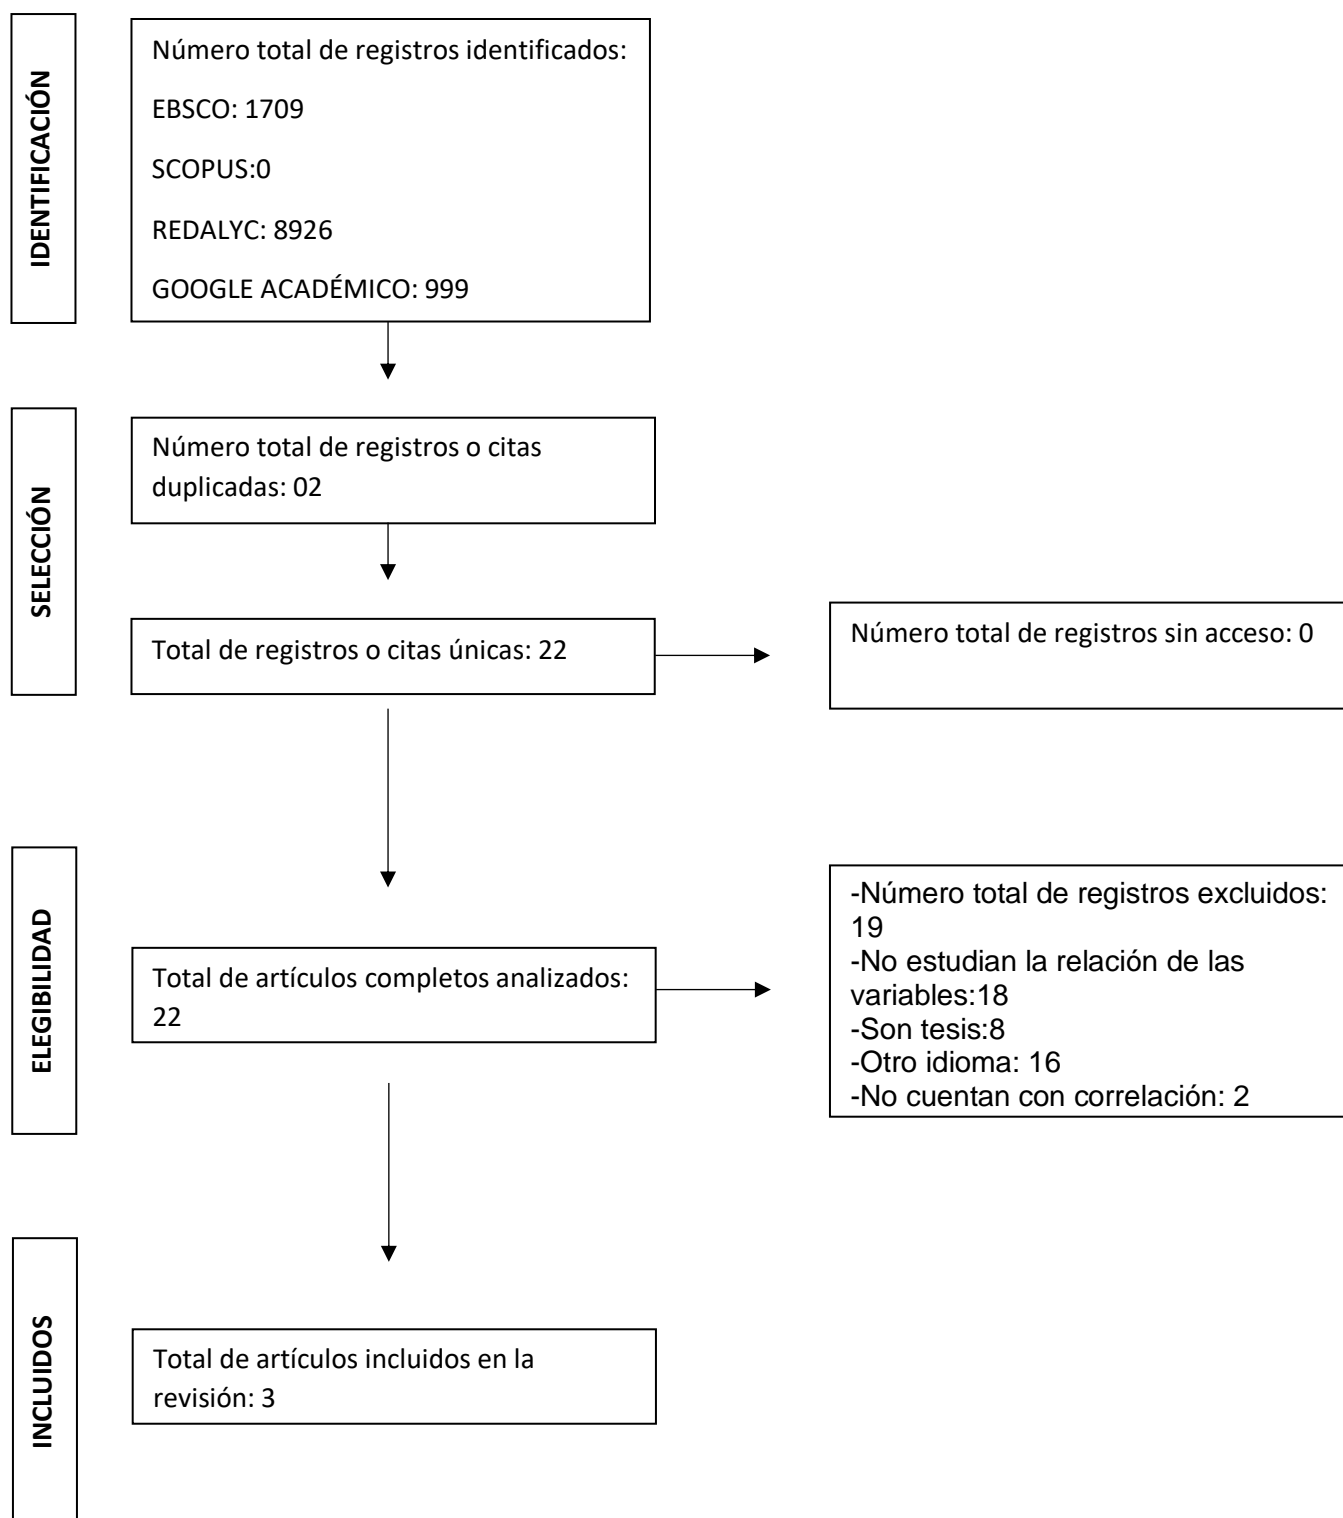 IDENTIFICACIÓN
Número total de registros identificados:
EBSCO: 1709
SCOPUS:0
REDALYC: 8926
GOOGLE ACADÉMICO: 999
SELECCIÓN
Número total de registros o citas
duplicadas: 02
Total de registros o citas únicas: 22
Número total de registros sin acceso: 0
ELEGIBILIDAD
Total de artículos completos analizados:
22
-Número total de registros excluidos:
19
-No estudian la relación de las
variables:18
-Son tesis:8
-Otro idioma: 16
-No cuentan con correlación: 2
INCLUIDOS
Total de artículos incluidos en la
revisión: 3